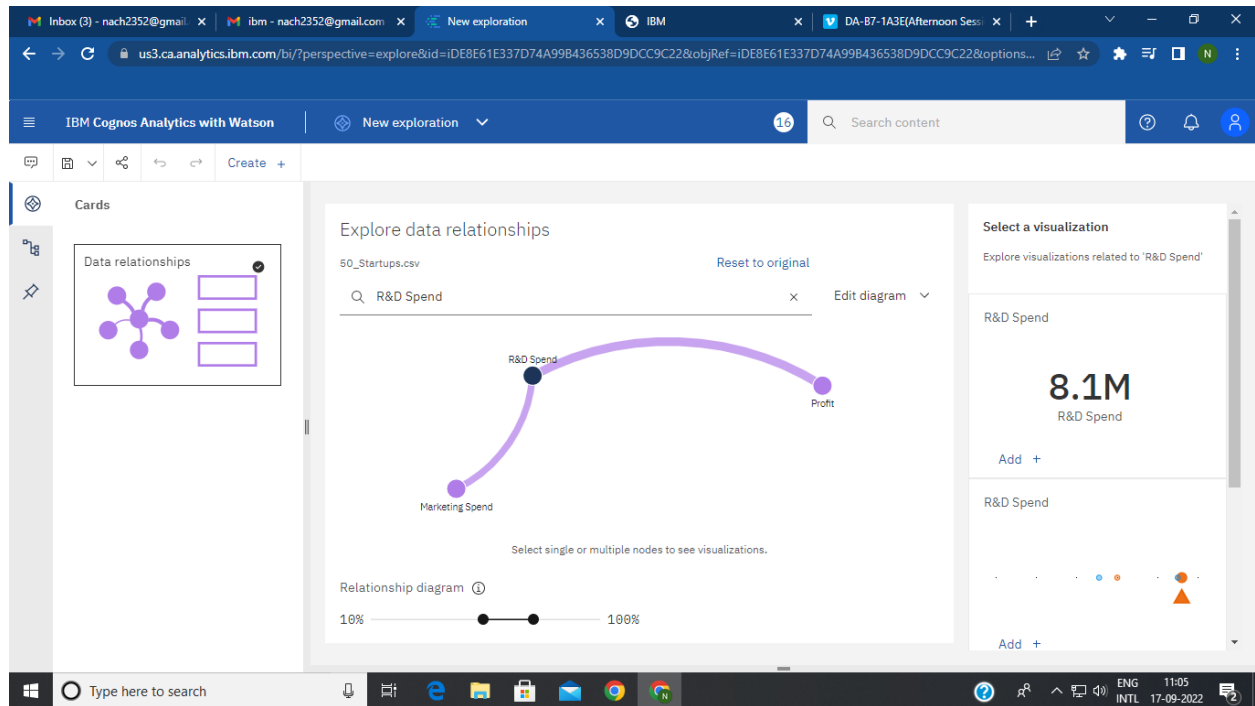 Inbox (3) - nach2352@gmail.
ibm - nach2352@gmail.com
New exploration
IBM
DA-B7-1A3E(Afternoon Sessi
us3.ca.analytics.ibm.com/bi/?perspective=explore&id=iDE8E61E337D74A99B436538D9DCC9C22&objRef=iDE8E61E337D74A99B436538D9DCC9C22&options...
N
IBM Cognos Analytics with Watson
New exploration
16
Search content
Create +
Cards
Data relationships
Explore data relationships
50_Startups.csv
Reset to original
R&D Spend
Edit diagram
R&D Spend
Profit
Marketing Spend
Select single or multiple nodes to see visualizations.
Relationship diagram
10%
100%
Select a visualization
Explore visualizations related to 'R&D Spend'
R&D Spend
8.1M
R&D Spend
Add +
R&D Spend
Add +
Type here to search
ENG
INTL
11:05
17-09-2022
2